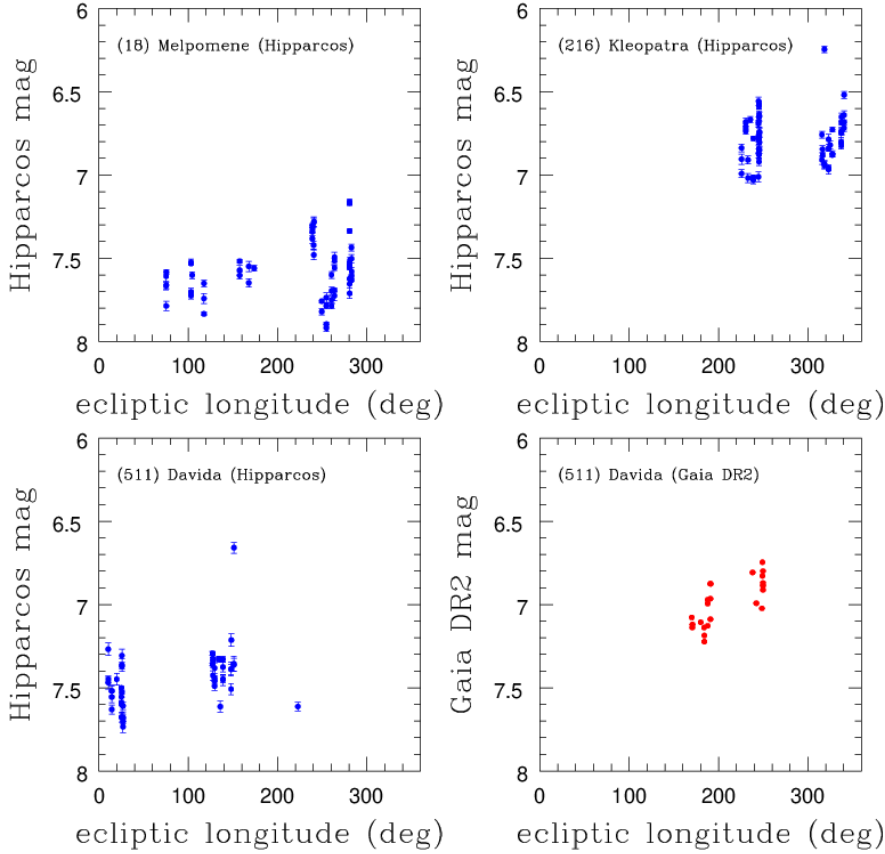 6
6.5
7
7.5
8
Hipparcos mag
(18) Melpomene (Hipparcos)
0 100 200 300
ecliptic longitude (deg)
6
6.5
7
7.5
8
Hipparcos mag
(216) Kleopatra (Hipparcos)
0 100 200 300
ecliptic longitude (deg)
6
6.5
7
7.5
8
Hipparcos mag
(511) Davida (Hipparcos)
0 100 200 300
ecliptic longitude (deg)
6
6.5
7
7.5
8
Gaia DR2 mag
(511) Davida (Gaia DR2)
0 100 200 300
ecliptic longitude (deg)